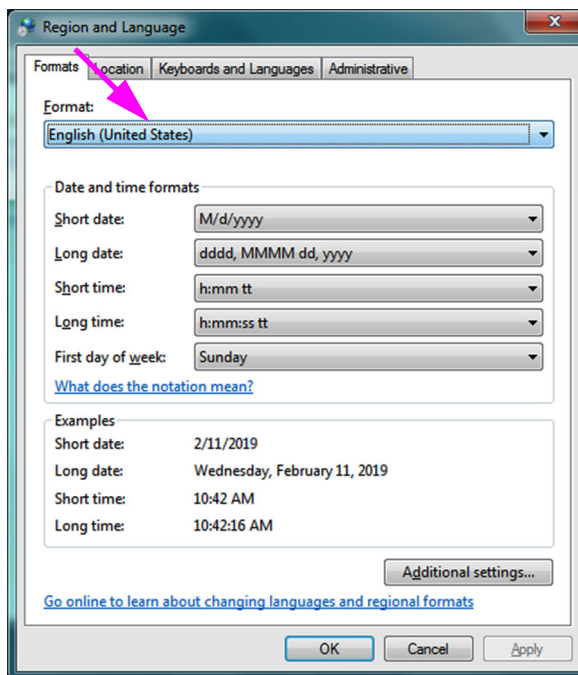 Region and Language
Formats Location Keyboards and Languages Administrative
Format:
English (United States)
Date and time formats
Short date: M/d/yyyy
Long date: dddd, MMMM dd, yyyy
Short time: h:mm tt
Long time: h:mm:ss tt
First day of week: Sunday
What does the notation mean?
Examples
Short date: 2/11/2019
Long date: Wednesday, February 11, 2019
Short time: 10:42 AM
Long time: 10:42:16 AM
Additional settings...
Go online to learn about changing languages and regional formats
OK Cancel Apply